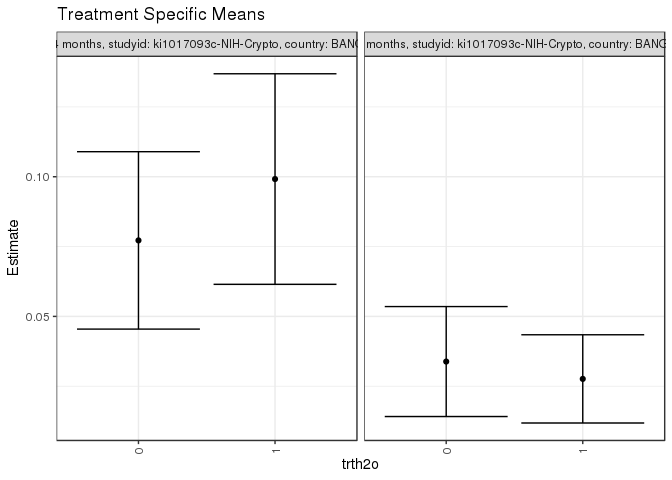 Treatment Specific Means
months, studyid: ki1017093c-NIH-Crypto, country: BANG
months, studyid: ki1017093c-NIH-Crypto, country: BANG
0.10
0.05
Estimate
0
1
0
1
trth2o